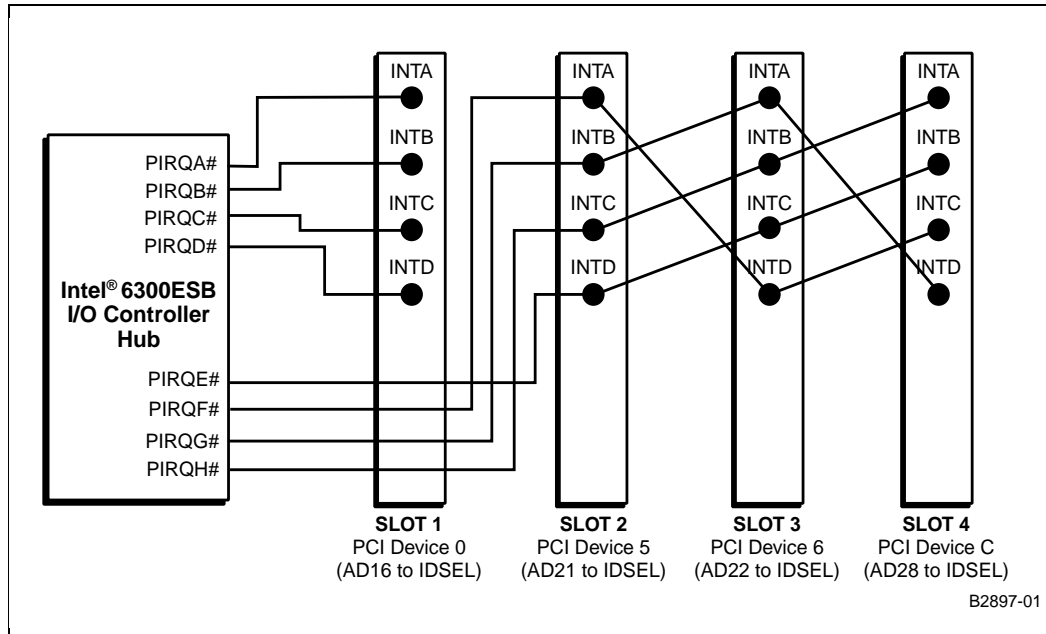 INTA
INTB
INTC
INTD
INTA
INTB
INTC
INTD
INTA
INTB
INTC
INTD
INTA
INTB
INTC
INTD
PIRQA#
PIRQB#
PIRQC#
PIRQD#
Intel® 6300ESB
I/O Controller
Hub
PIRQE#
PIRQF#
PIRQG#
PIRQH#
SLOT 1
PCI Device 0
(AD16 to IDSEL)
SLOT 2
PCI Device 5
(AD21 to IDSEL)
SLOT 3
PCI Device 6
(AD22 to IDSEL)
SLOT 4
PCI Device C
(AD28 to IDSEL)
B2897-01